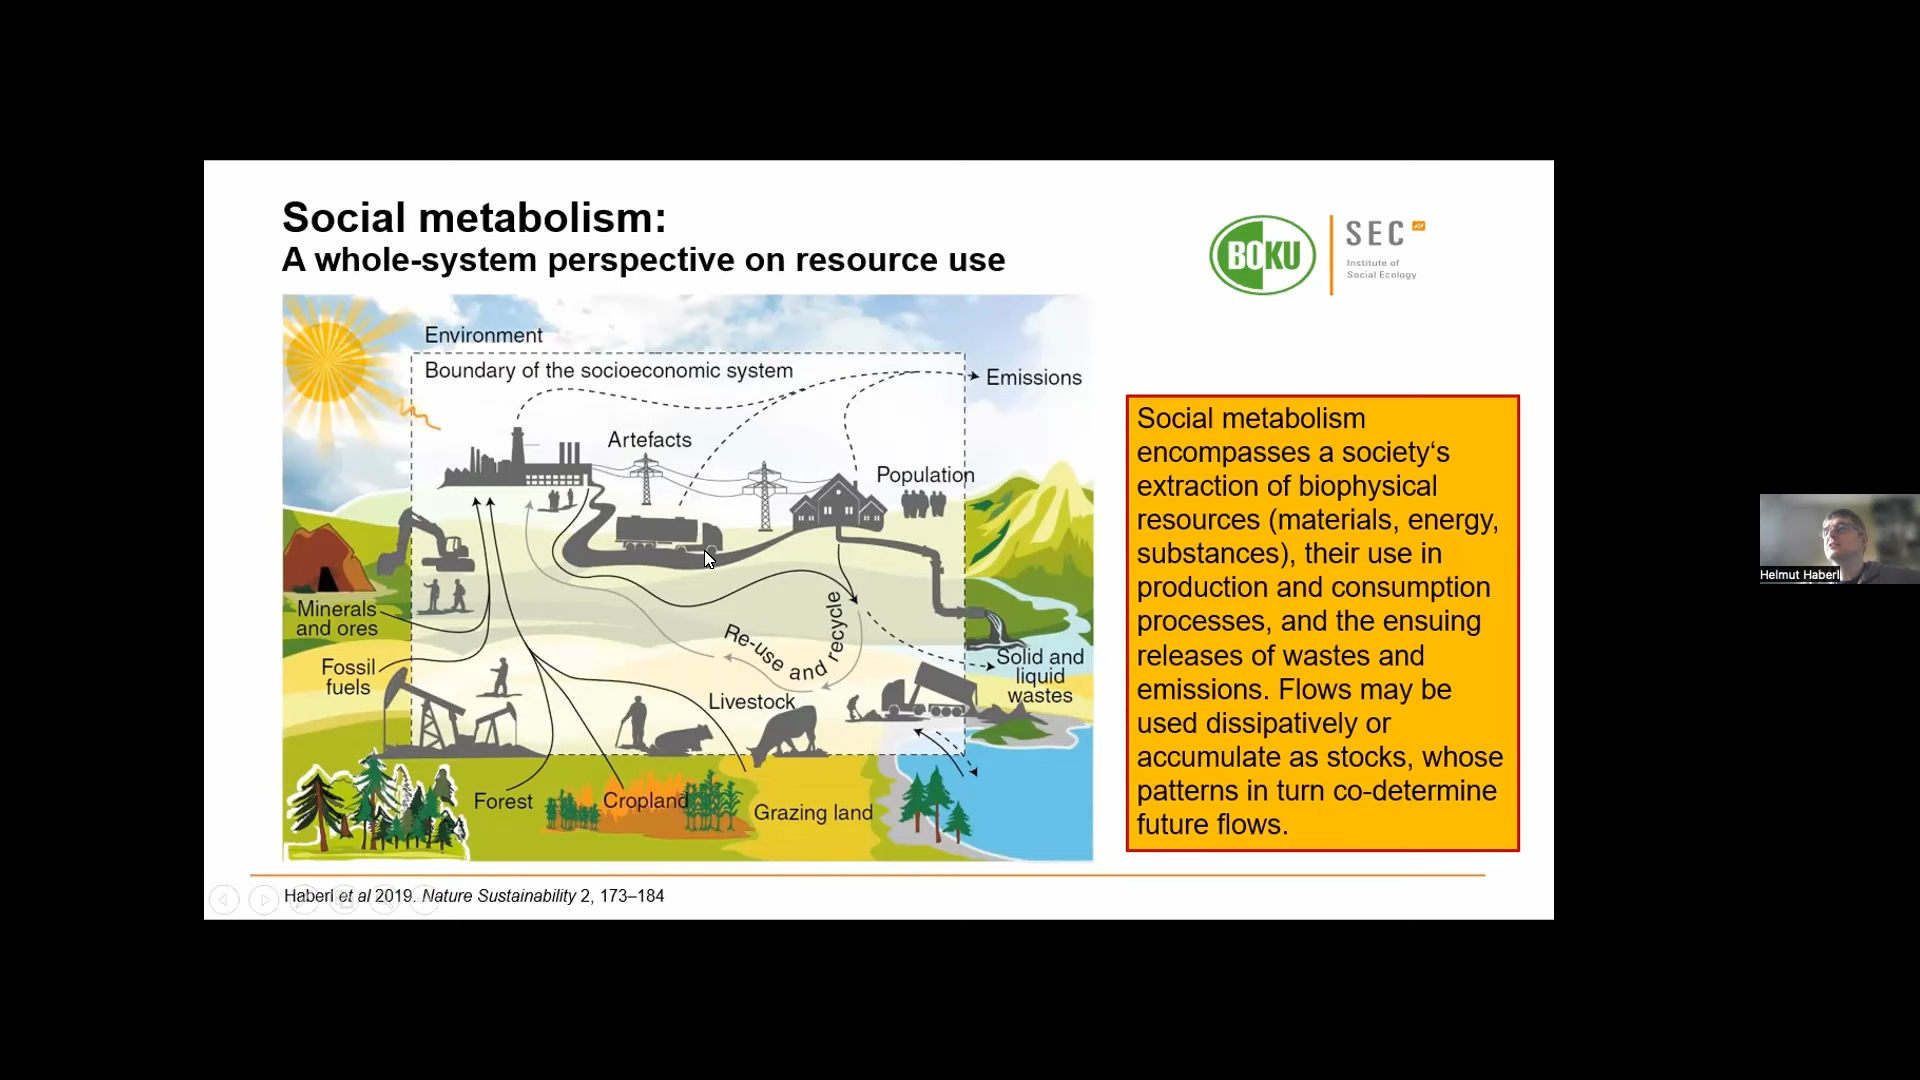 Social metabolism:
A whole-system perspective on resource use
BOKU
SEC
Institute of
Social Ecology
Environment
Boundary of the socioeconomic system
Emissions
Artefacts
Population
Minerals
and ores
Fossil
fuels
Re-use and recycle
Solid and
liquid
wastes
Livestock
Forest
Cropland
Grazing land
Social metabolism
encompasses a society‘s
extraction of biophysical
resources (materials, energy,
substances), their use in
production and consumption
processes, and the ensuing
releases of wastes and
emissions. Flows may be
used dissipatively or
accumulate as stocks, whose
patterns in turn co-determine
future flows.
Haberl et al 2019. Nature Sustainability 2, 173–184
Helmut Haberl